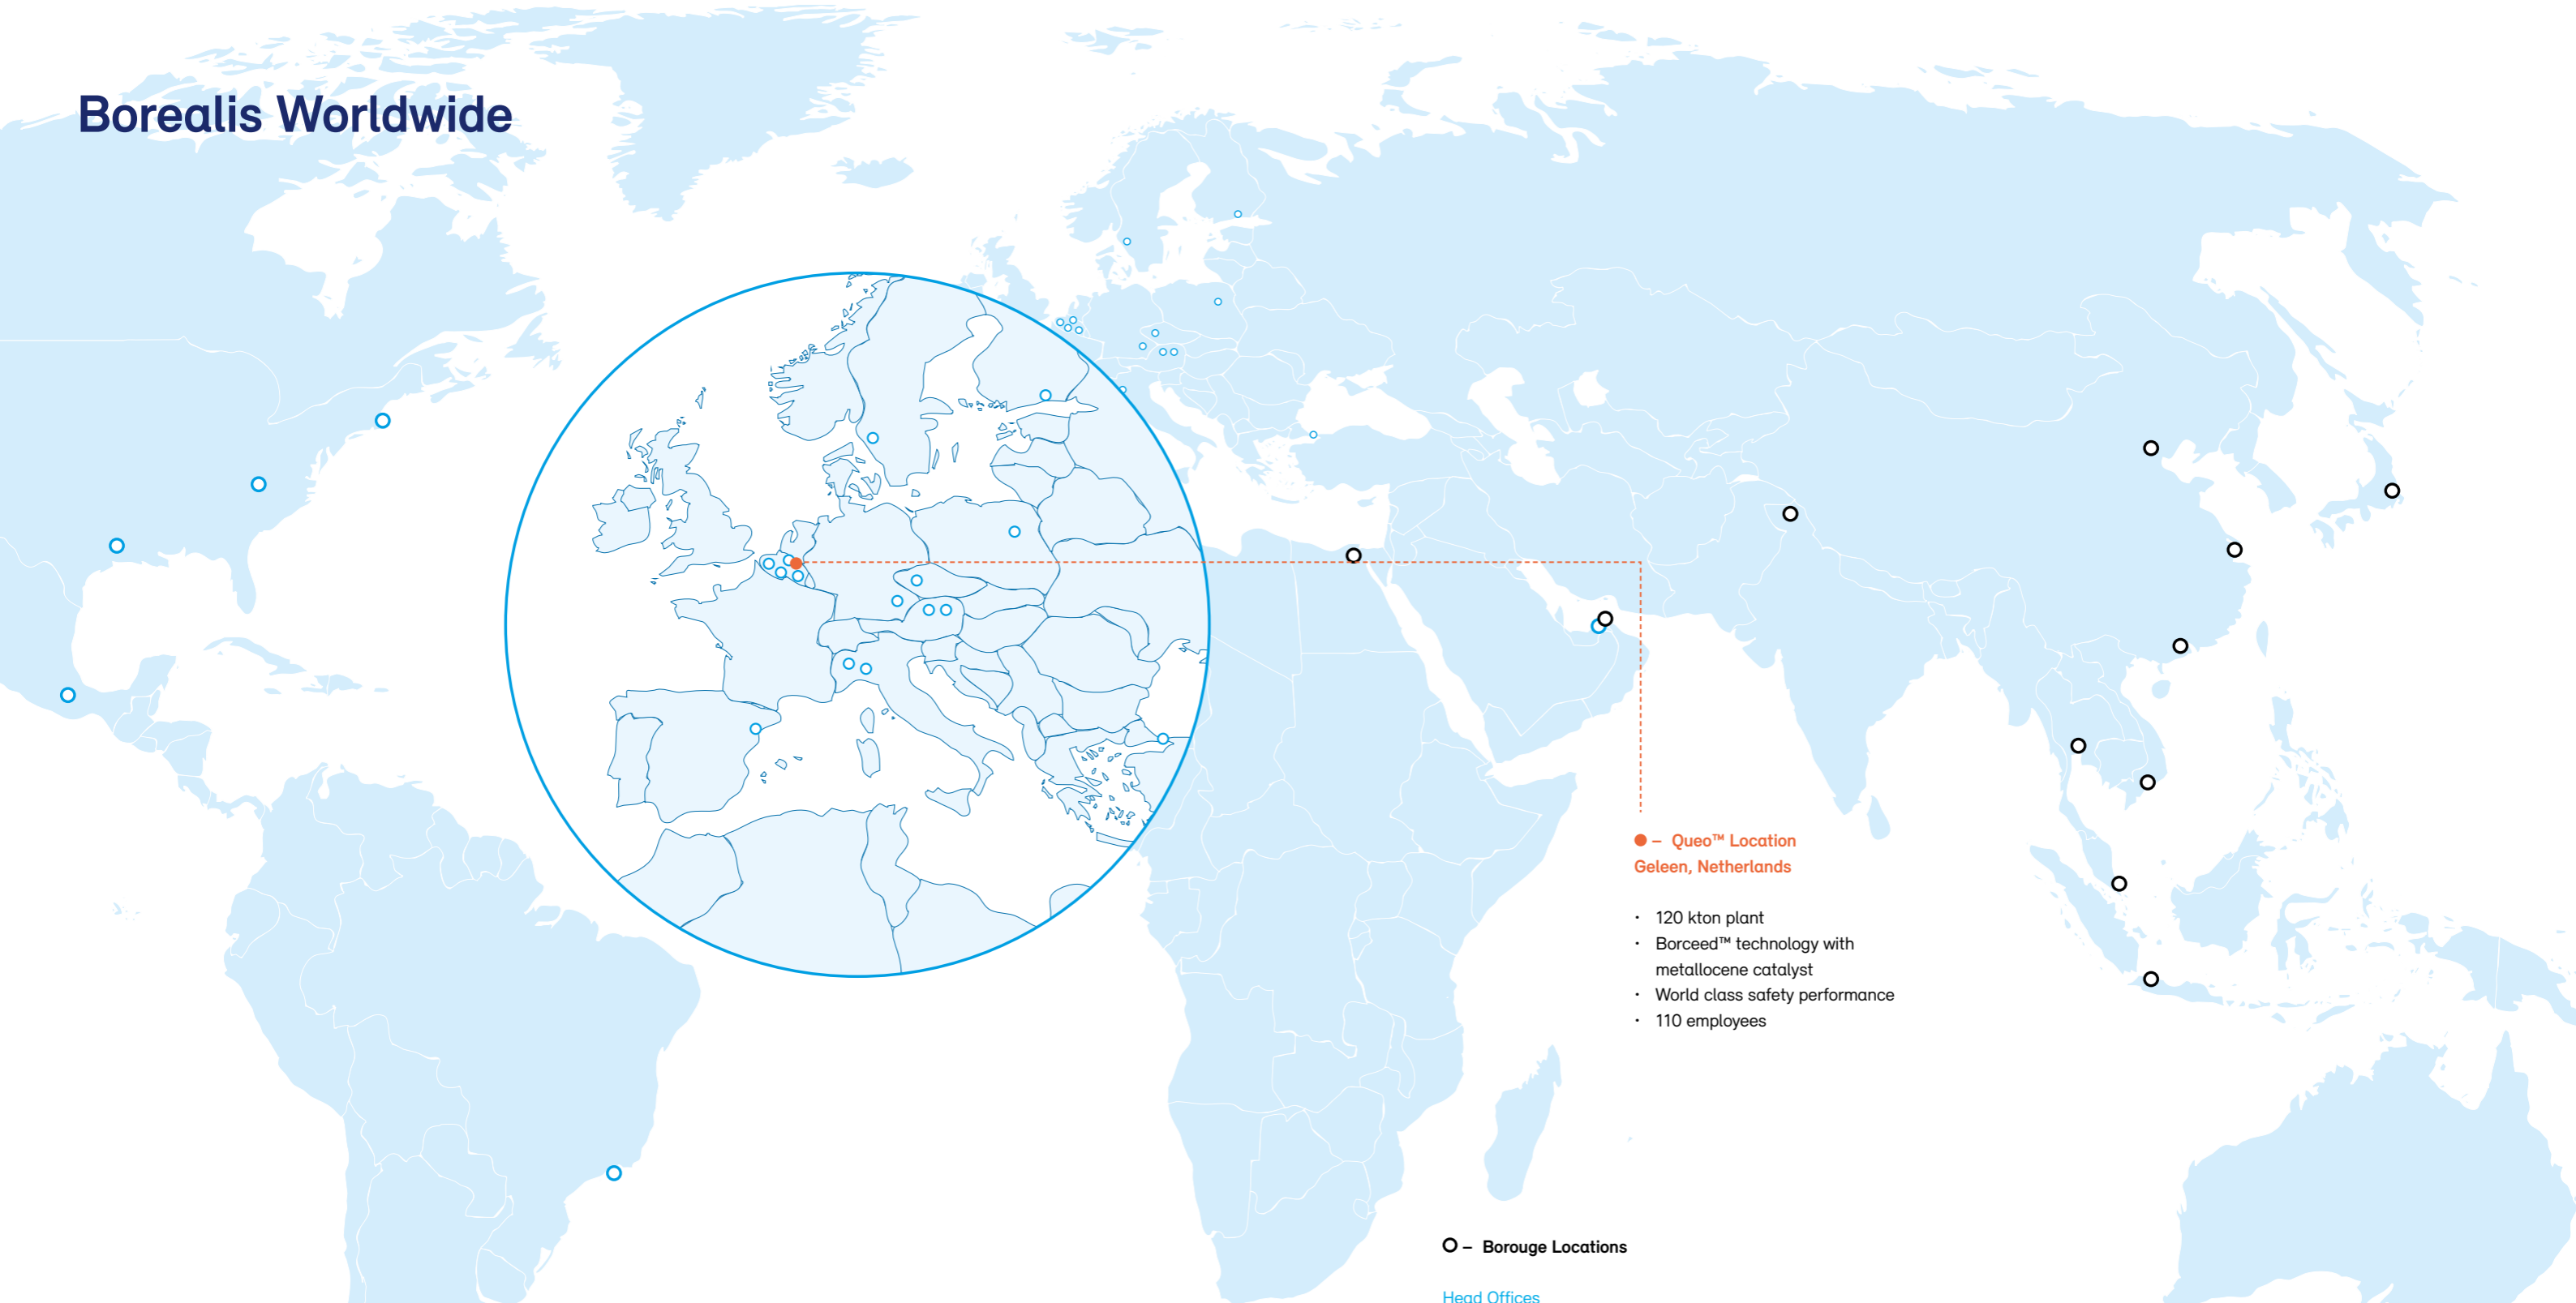 Borealis Worldwide
– Queo™ Location
Geleen, Netherlands
• 120 kton plant
• Borceed™ technology with
metallocene catalyst
• World class safety performance
• 110 employees
– Borouge Locations
Head Offices